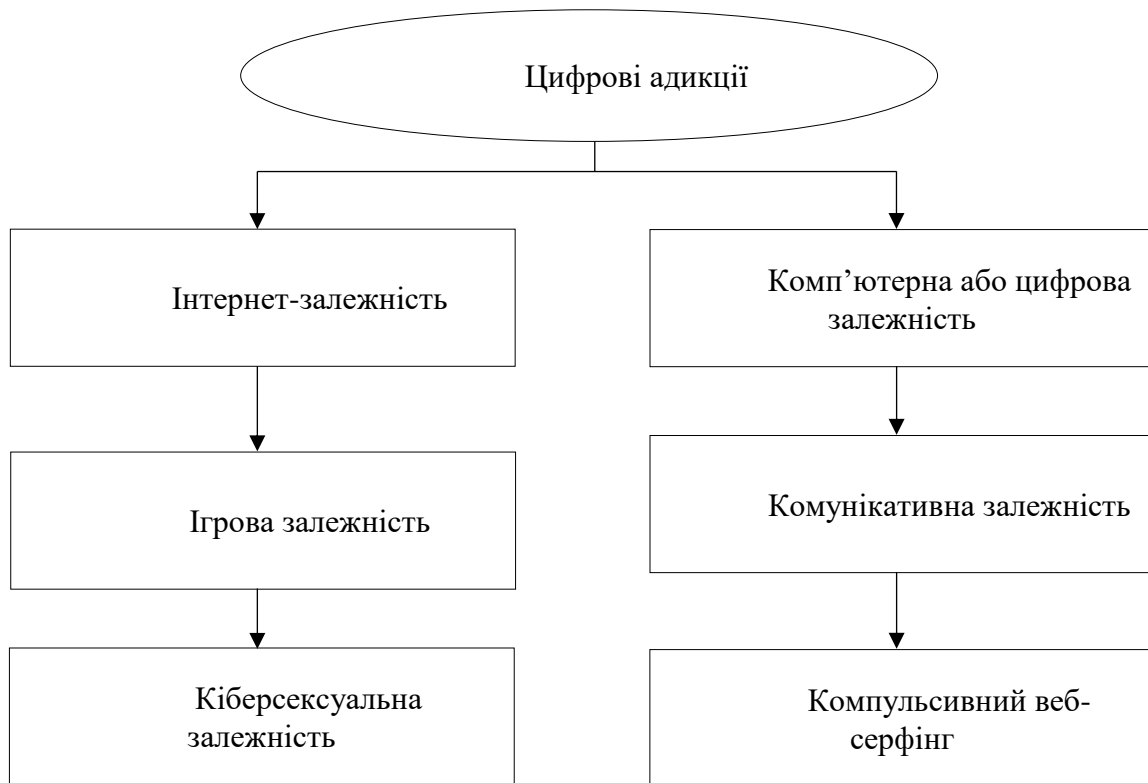 Цифрові адикції
Інтернет-залежність
Комп’ютерна або цифрова
залежність
Ігрова залежність
Комунікативна залежність
Кіберсексуальна
залежність
Компульсивний веб-
серфінг